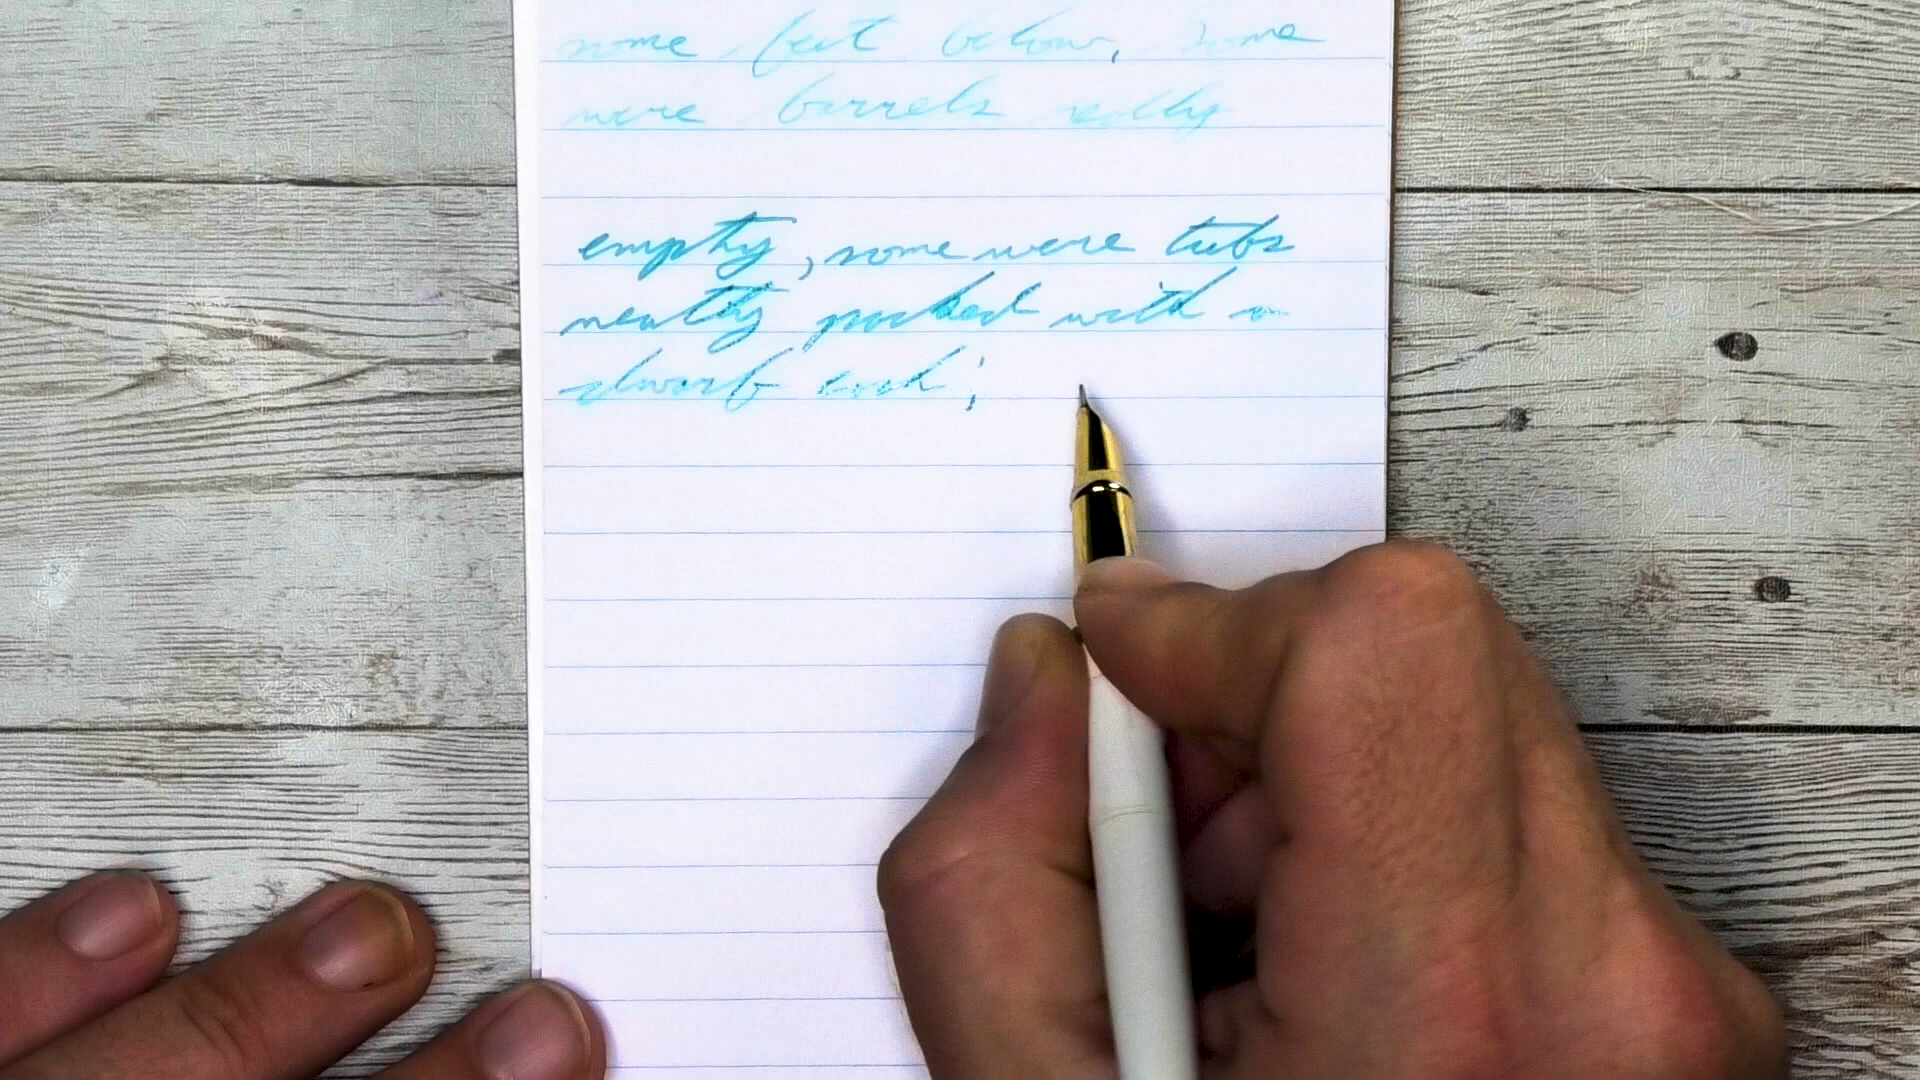 some feet below, some
were barrels really
empty, some were tubs
neatly packed with a
dwarf each;